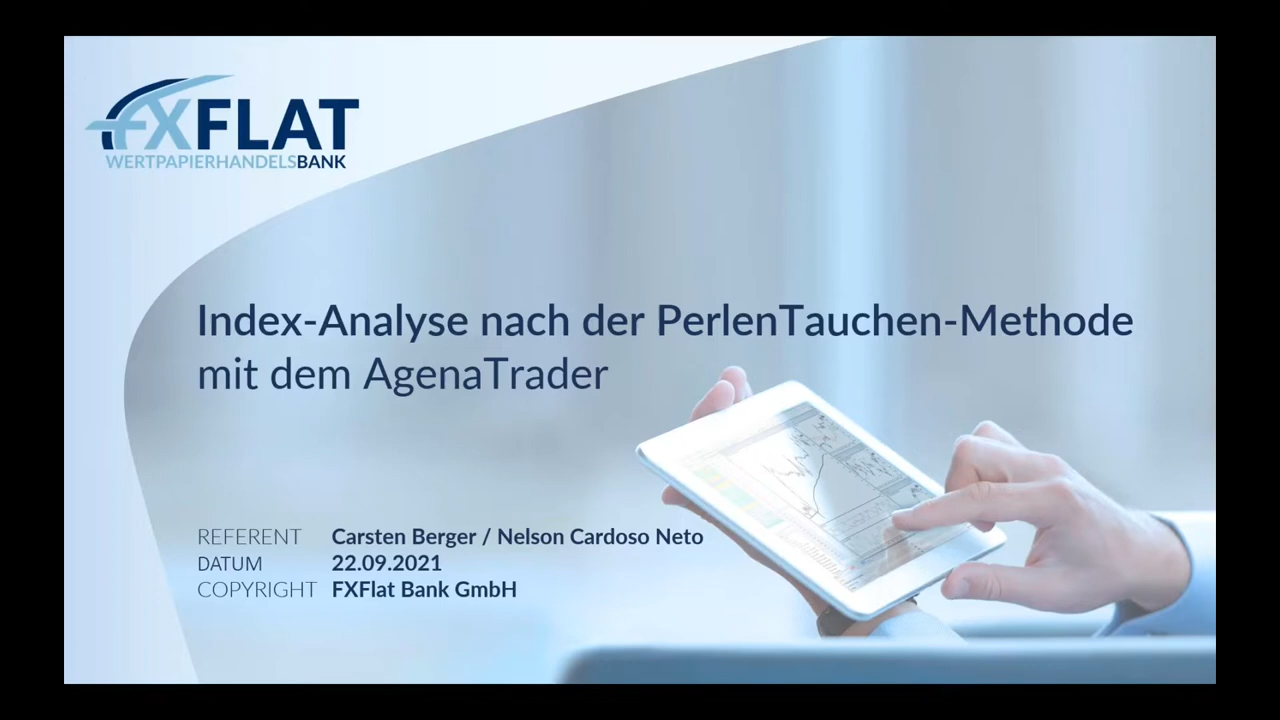 FXFLAT
WERTPAPIERHANDELSBANK
Index-Analyse nach der PerlenTauchen-Methode
mit dem AgenaTrader
REFERENT Carsten Berger / Nelson Cardoso Neto
DATUM 22.09.2021
COPYRIGHT FXFlat Bank GmbH